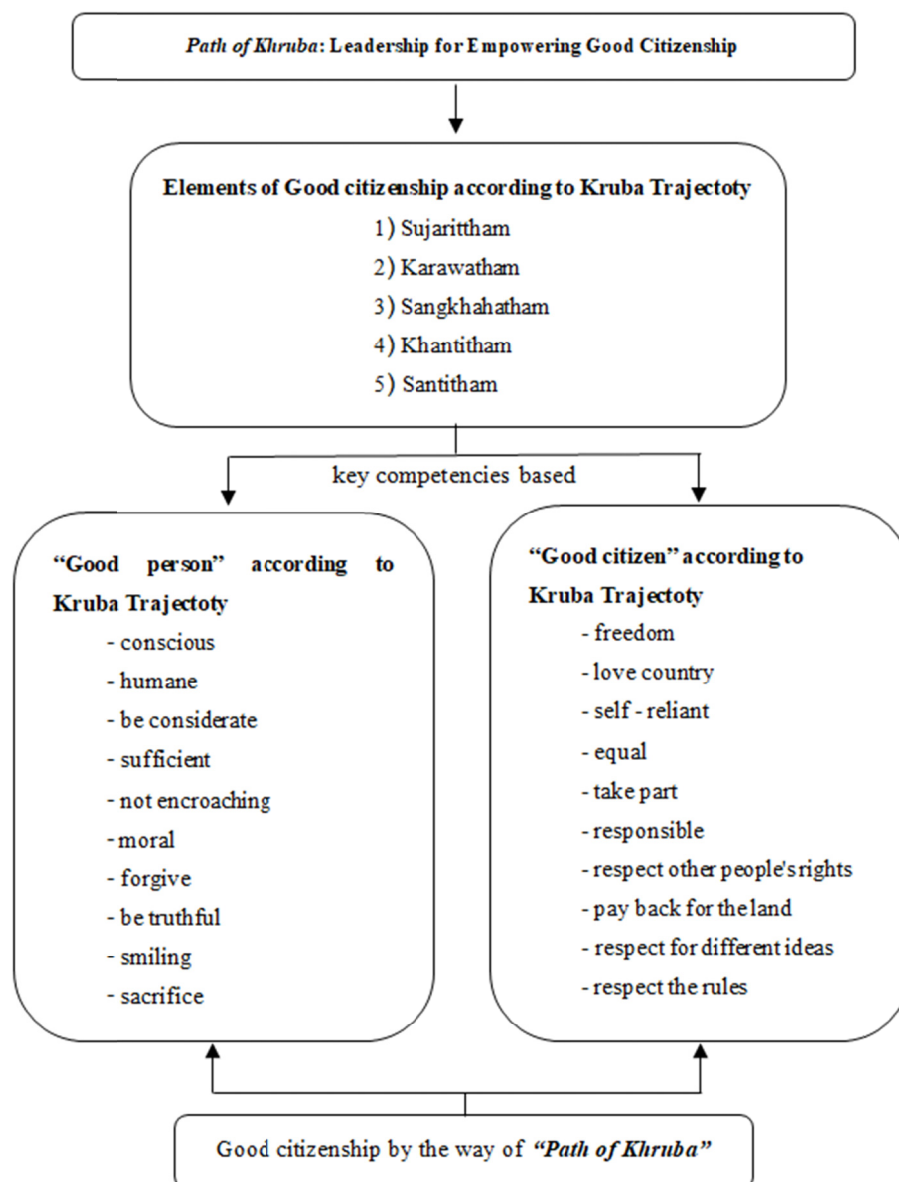 Path of Khruba: Leadership for Empowering Good Citizenship
Elements of Good citizenship according to Kruba Trajectoty
1) Sujarittham
2) Karawatham
3) Sangkhahatham
4) Khantitham
5) Santitham
key competencies based
“Good person” according to
Kruba Trajectoty
- conscious
- humane
- be considerate
- sufficient
- not encroaching
- moral
- forgive
- be truthful
- smiling
- sacrifice
“Good citizen” according to
Kruba Trajectoty
- freedom
- love country
- self - reliant
- equal
- take part
- responsible
- respect other people's rights
- pay back for the land
- respect for different ideas
- respect the rules
Good citizenship by the way of “Path of Khruba”